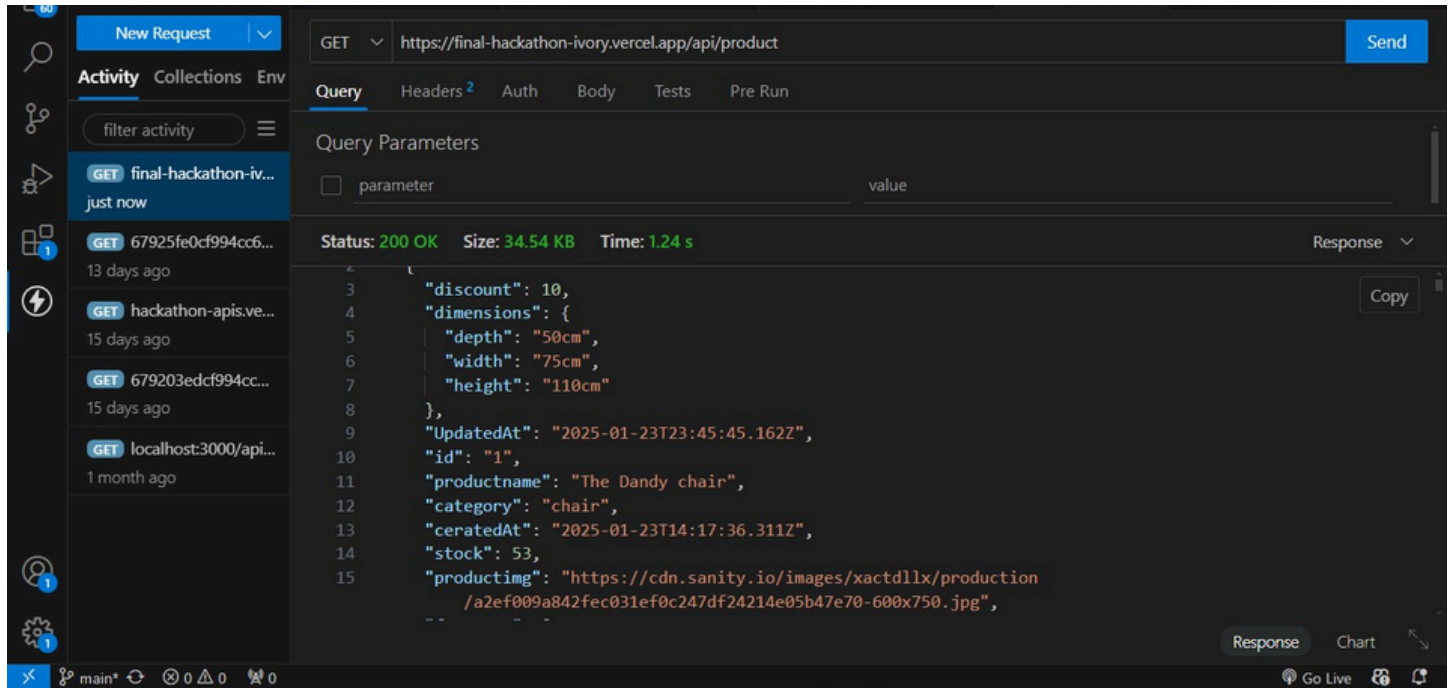 60
New Request
Activity Collections Env
filter activity
GET final-hackathon-iv...
just now
GET 67925fe0cf994cc6...
13 days ago
GET hackathon-apis.ve...
15 days ago
GET 679203edcf994cc...
15 days ago
GET localhost:3000/api...
1 month ago
1
1
1
GET https://final-hackathon-ivory.vercel.app/api/product Send
Query Headers 2 Auth Body Tests Pre Run
Query Parameters
parameter value
Status: 200 OK Size: 34.54 KB Time: 1.24 s Response
Copy
2 {
3 "discount": 10,
4 "dimensions": {
5 "depth": "50cm",
6 "width": "75cm",
7 "height": "110cm"
8 },
9 "UpdatedAt": "2025-01-23T23:45:45.162Z",
10 "id": "1",
11 "productname": "The Dandy chair",
12 "category": "chair",
13 "ceratedAt": "2025-01-23T14:17:36.311Z",
14 "stock": 53,
15 "productimg": "https://cdn.sanity.io/images/xactdllx/production
/a2ef009a842fec031ef0c247df24214e05b47e70-600x750.jpg",
Response Chart
main* 0 0 0 Go Live